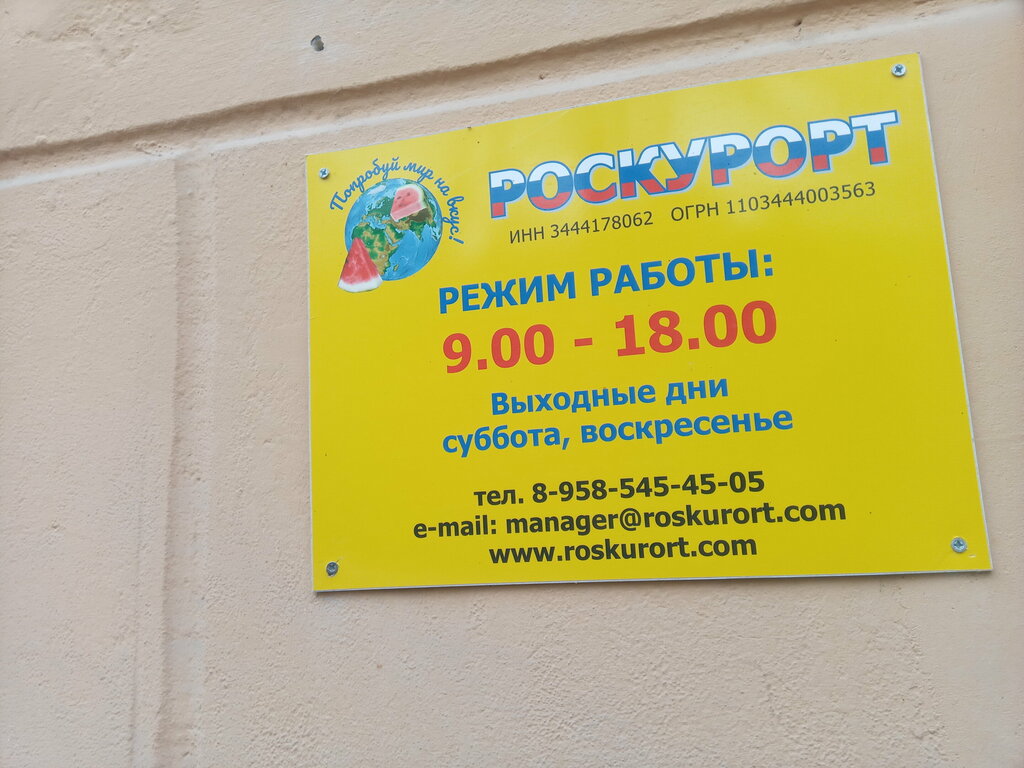 Попробуй мир на вкус!
РОСКУРОРТ
ИНН 3444178062 ОГРН 1103444003563
РЕЖИМ РАБОТЫ:
9.00 - 18.00
Выходные дни
суббота, воскресенье
тел. 8-958-545-45-05
e-mail: manager@roskurort.com
www.roskurort.com